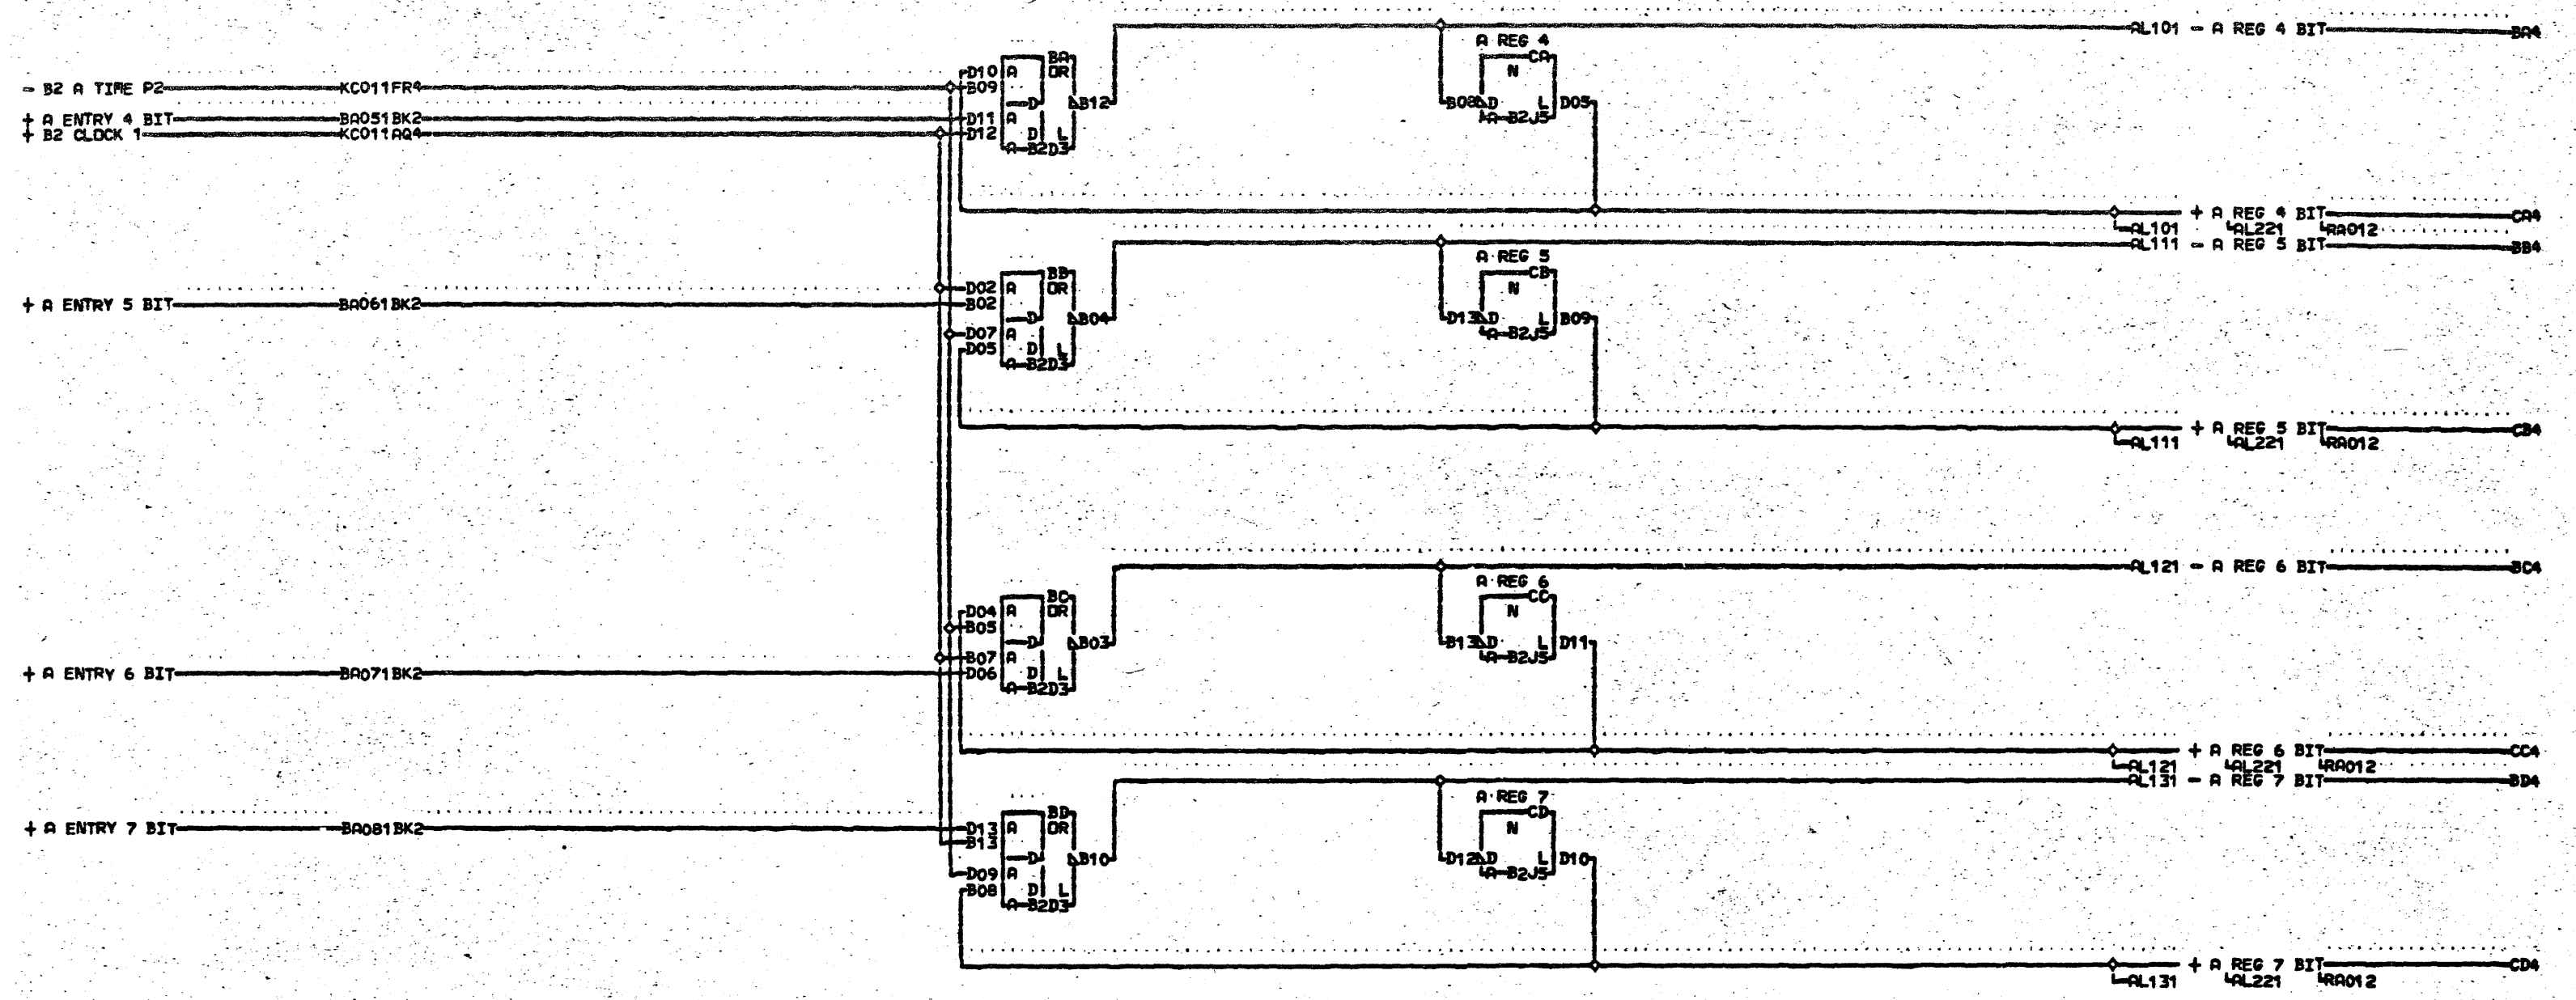 AL101 - A REG 4 BIT BA4
A REG 4
BA CA
D10 A OR N
- B2 A TIME P2 KC011FR4 B09
D B12 B08 D L D05
+ A ENTRY 4 BIT BA051BK2 D11 A A B2J5
+ B2 CLOCK 1 KC011AQ4 D12 D L
A B2D3
+ A REG 4 BIT CA4
AL101 AL221 RA012
AL111 - A REG 5 BIT BB4
A REG 5
BB CB
D02 A OR N
+ A ENTRY 5 BIT BA061BK2 B02
D B04 D13 D L B09
D07 A A B2J5
D05 D L
A B2D3
+ A REG 5 BIT CB4
AL111 AL221 RA012
AL121 - A REG 6 BIT BC4
A REG 6
BC CC
D04 A OR N
B05
D B03 B13 D L D11
B07 A A B2J5
+ A ENTRY 6 BIT BA071BK2 D06 D L
A B2D3
+ A REG 6 BIT CC4
AL121 AL221 RA012
AL131 - A REG 7 BIT BD4
A REG 7
BD CD
+ A ENTRY 7 BIT BA081BK2 D13 A OR N
B13
D B10 D12 D L D10
D09 A A B2J5
B08 D L
A B2D3
+ A REG 7 BIT CD4
AL131 AL221 RA012